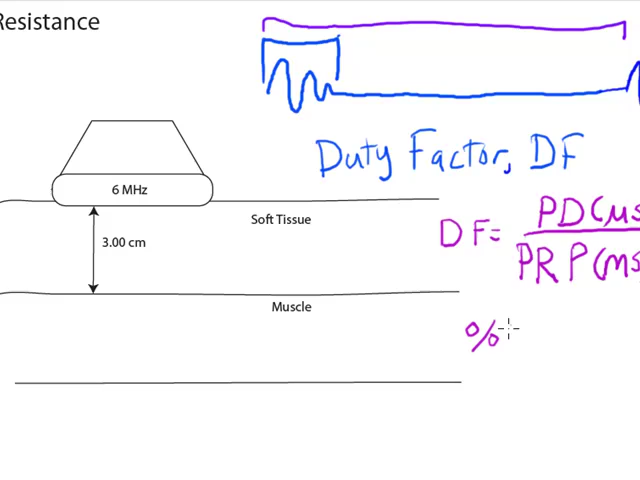 Resistance
Duty Factor, DF
6 MHz
Soft Tissue
DF= PD(μs
PRP(ms
3.00 cm
Muscle
%